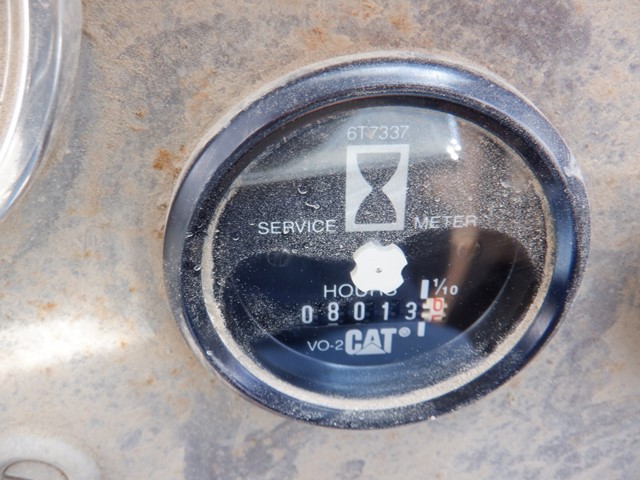 6T7337
SERVICE METER
HOURS 1/10
08013 0
VO-2 CAT®